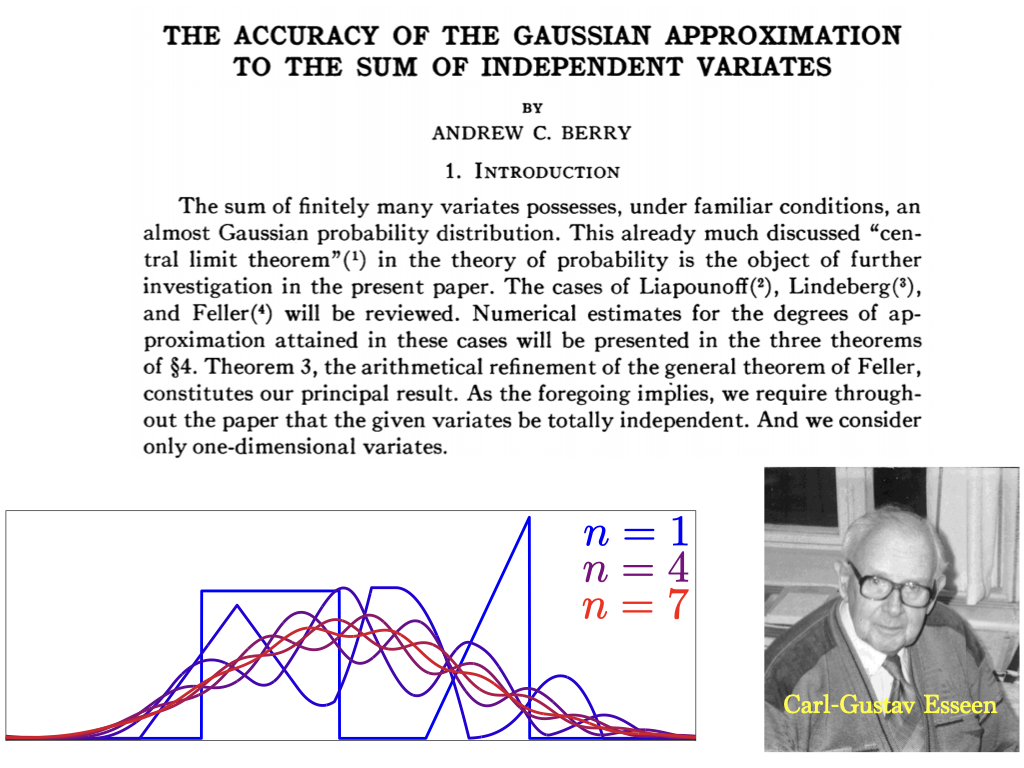 THE ACCURACY OF THE GAUSSIAN APPROXIMATION
TO THE SUM OF INDEPENDENT VARIATES
BY
ANDREW C. BERRY
1. INTRODUCTION
The sum of finitely many variates possesses, under familiar conditions, an
almost Gaussian probability distribution. This already much discussed “cen-
tral limit theorem”(¹) in the theory of probability is the object of further
investigation in the present paper. The cases of Liapounoff(²), Lindeberg(³),
and Feller(⁴) will be reviewed. Numerical estimates for the degrees of ap-
proximation attained in these cases will be presented in the three theorems
of §4. Theorem 3, the arithmetical refinement of the general theorem of Feller,
constitutes our principal result. As the foregoing implies, we require through-
out the paper that the given variates be totally independent. And we consider
only one-dimensional variates.
n = 1
n = 4
n = 7
Carl-Gustav Esseen